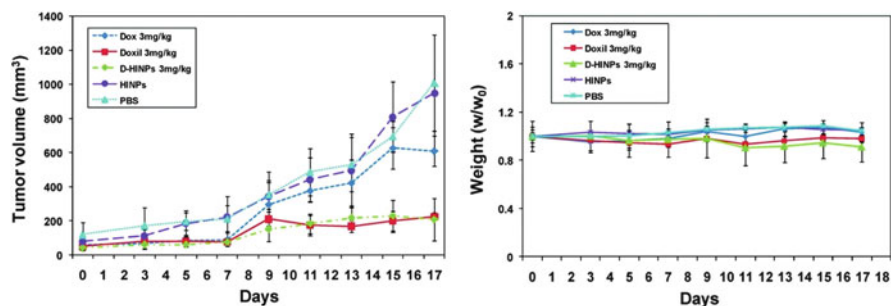 1400
1200
1000
800
600
400
200
0
Tumor volume (mm³)
Dox 3mg/kg
Doxil 3mg/kg
D-HINPs 3mg/kg
HINPs
PBS
0 1 2 3 4 5 6 7 8 9 10 11 12 13 14 15 16 17
Days
2
1.6
1.2
0.8
0.4
0
Weight (w/w₀)
Dox 3mg/kg
Doxil 3mg/kg
D-HINPs 3mg/kg
HINPs
PBS
0 1 2 3 4 5 6 7 8 9 10 11 12 13 14 15 16 17 18
Days